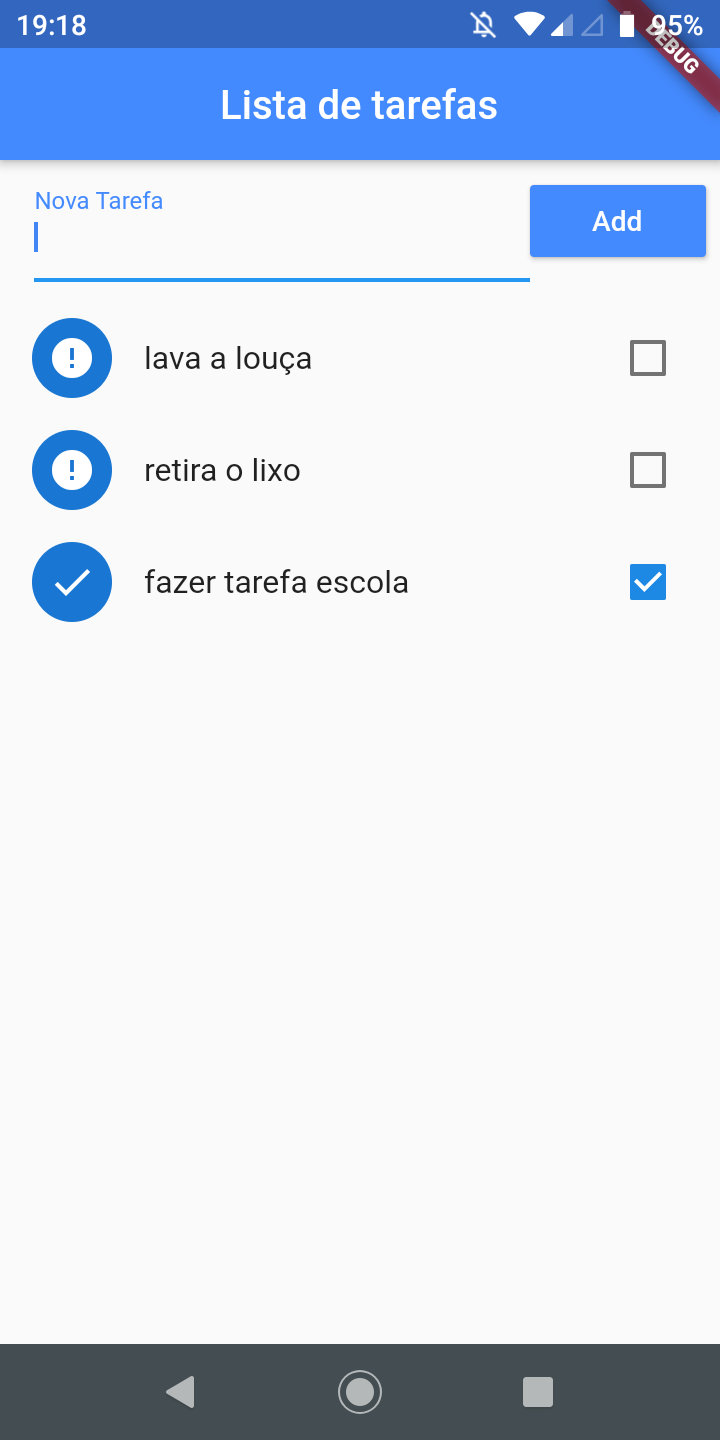 19:18
95%
DEBUG
Lista de tarefas
Nova Tarefa
Add
lava a louça
retira o lixo
fazer tarefa escola